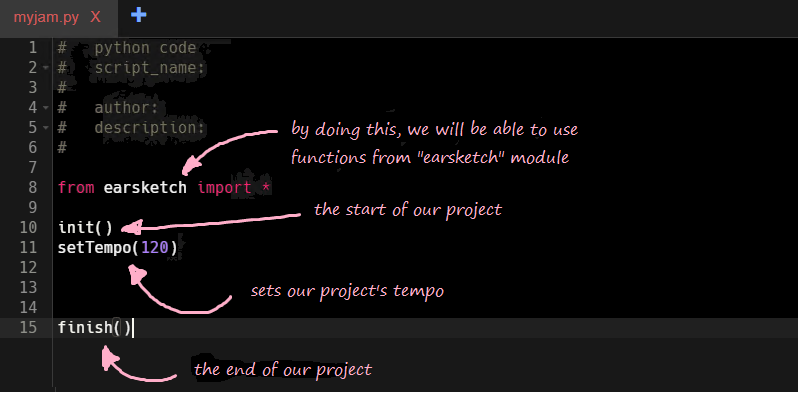 myjam.py X +
1 # python code
2 # script_name:
3 #
4 # author:
5 # description:
6 #
by doing this, we will be able to use
functions from "earsketch" module
7
8 from earsketch import *
9
the start of our project
10 init()
11 setTempo(120)
12
13
sets our project's tempo
14
15 finish()
the end of our project